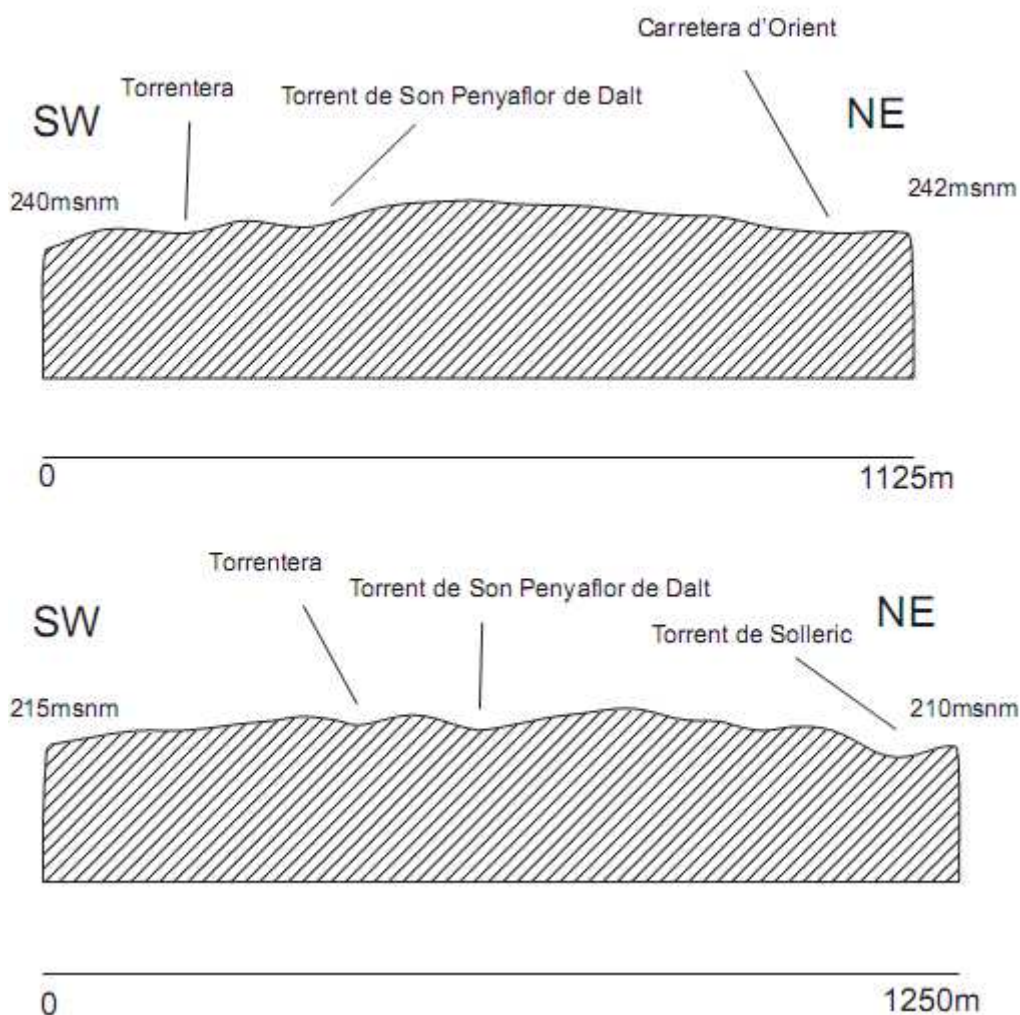 Carretera d'Orient
Torrentera
Torrent de Son Penyaflor de Dalt
SW
NE
240msnm
242msnm
0
1125m
Torrentera
Torrent de Son Penyaflor de Dalt
SW
NE
Torrent de Solleric
215msnm
210msnm
0
1250m